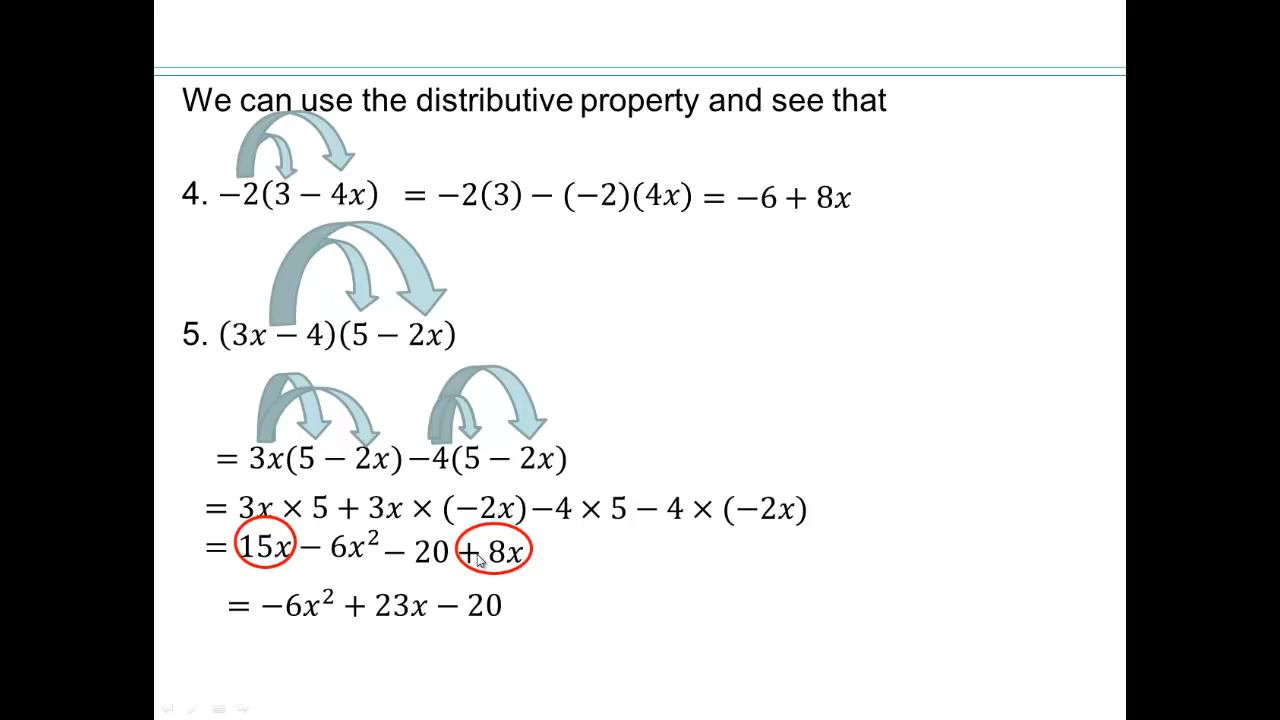 We can use the distributive property and see that
4. −2(3 − 4x) = −2(3) − (−2)(4x) = −6 + 8x
5. (3x − 4)(5 − 2x)
= 3x(5 − 2x) −4(5 − 2x)
= 3x × 5 + 3x × (−2x) −4 × 5 − 4 × (−2x)
= 15x − 6x² − 20 + 8x
= −6x² + 23x − 20